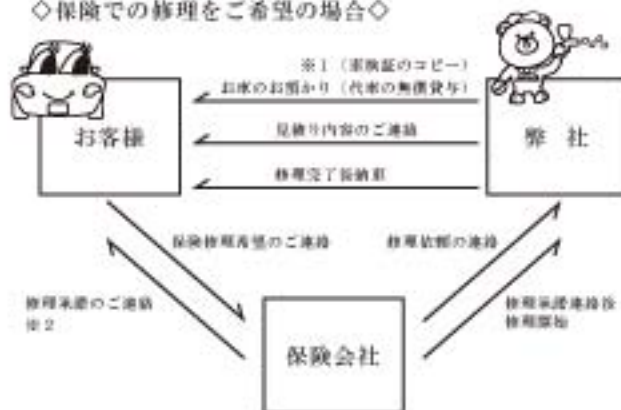 ◇保険での修理をご希望の場合◇
※1（車検証のコピー）
お車のお預かり（代車の無償貸与）
お客様
見積り内容のご連絡
弊 社
修理完了後納車
保険修理希望のご連絡
修理依頼の連絡
修理承諾のご連絡
※2
修理承諾連絡後
修理開始
保険会社